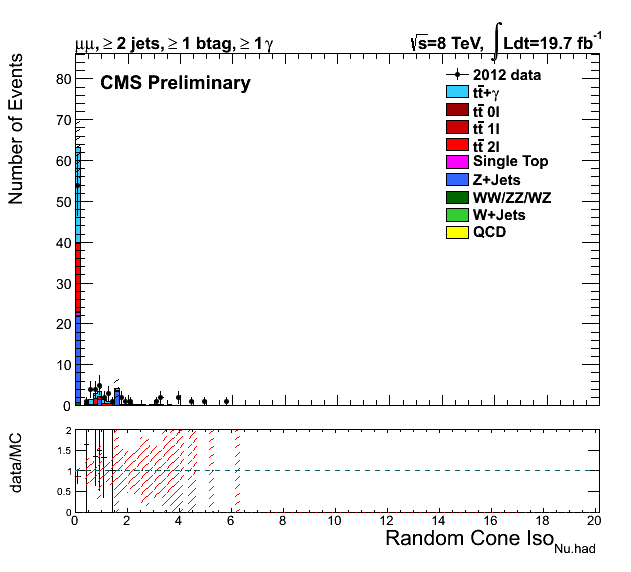 μμ, ≥ 2 jets, ≥ 1 btag, ≥ 1 γ
√s=8 TeV, ∫Ldt=19.7 fb⁻¹
CMS Preliminary
2012 data
tt̄+γ
tt̄ 0l
tt̄ 1l
tt̄ 2l
Single Top
Z+Jets
WW/ZZ/WZ
W+Jets
QCD
Number of Events
80
70
60
50
40
30
20
10
0
data/MC
2
1.5
1
0.5
0
0 2 4 6 8 10 12 14 16 18 20
Random Cone Iso Nu.had